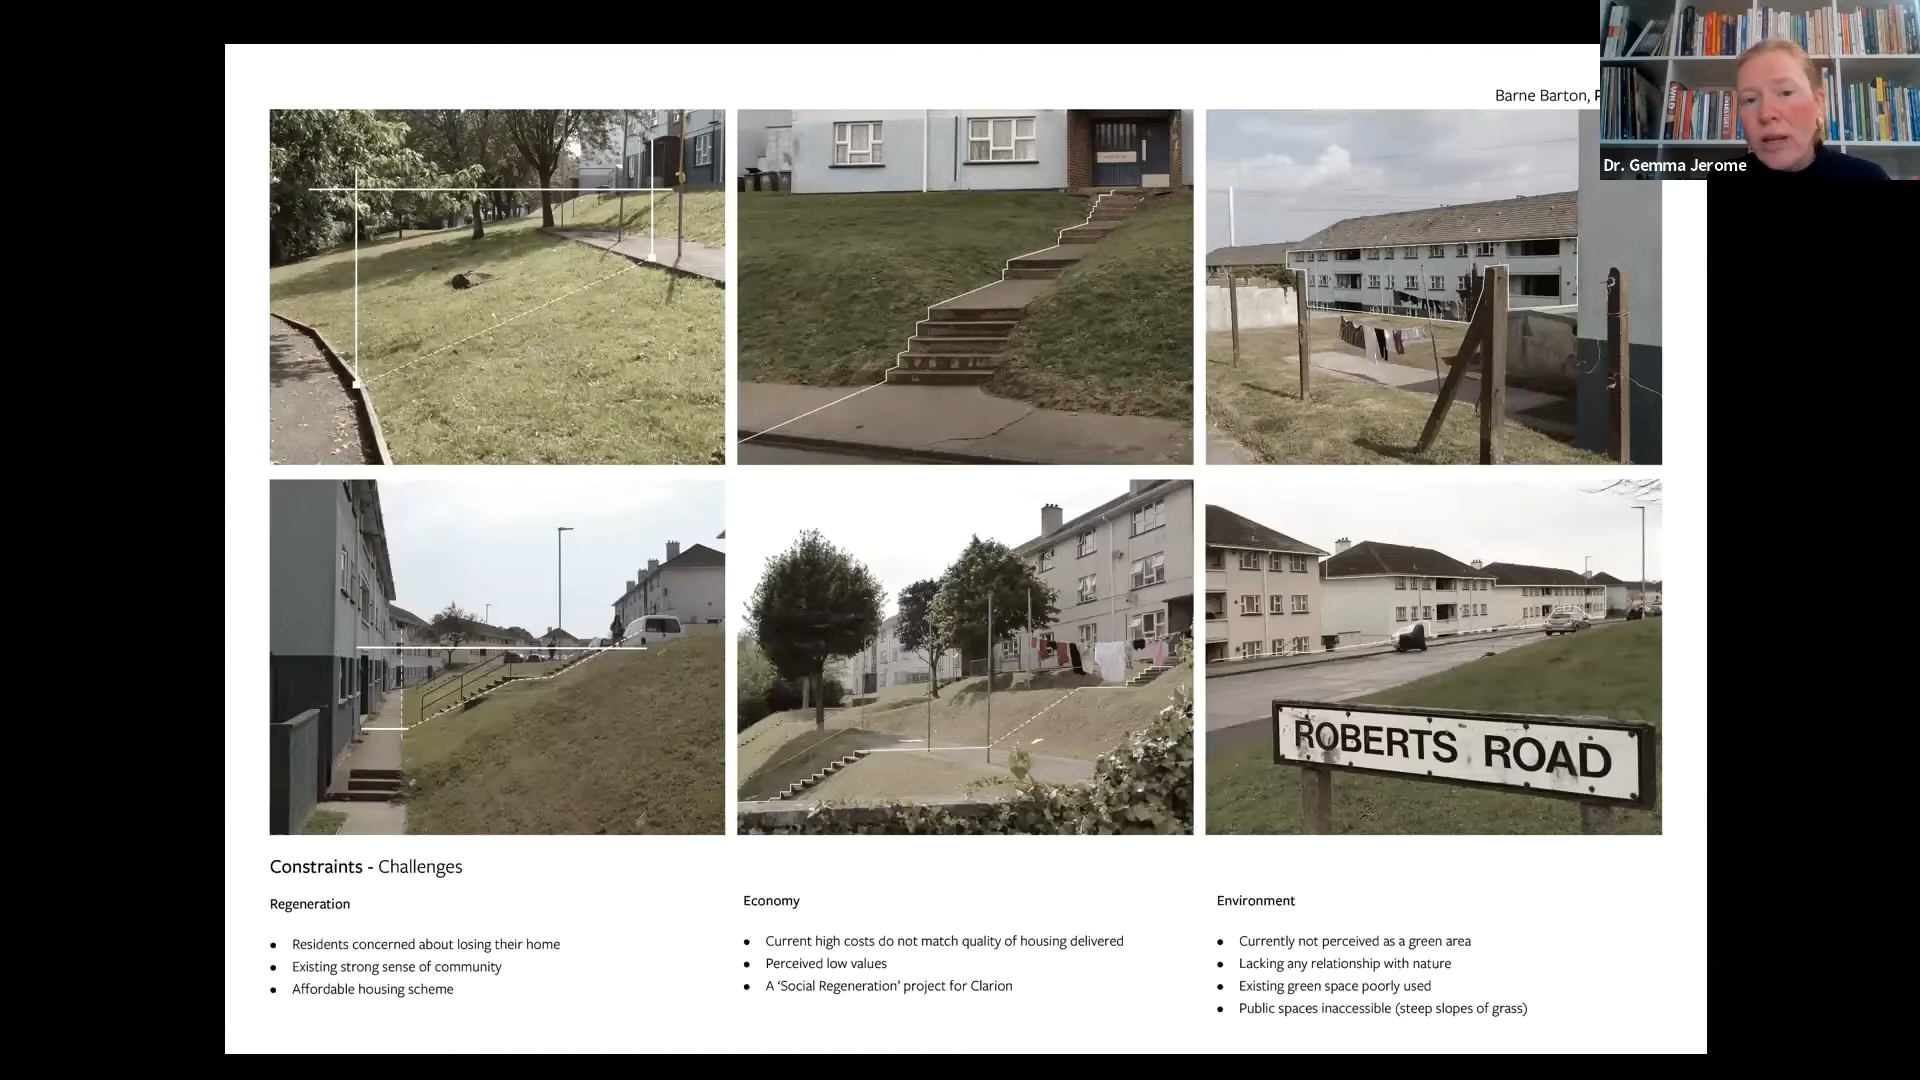 Barne Barton,
Dr. Gemma Jerome
WILD
ROBERTS ROAD
Constraints - Challenges
Regeneration
• Residents concerned about losing their home
• Existing strong sense of community
• Affordable housing scheme
Economy
• Current high costs do not match quality of housing delivered
• Perceived low values
• A ‘Social Regeneration’ project for Clarion
Environment
• Currently not perceived as a green area
• Lacking any relationship with nature
• Existing green space poorly used
• Public spaces inaccessible (steep slopes of grass)